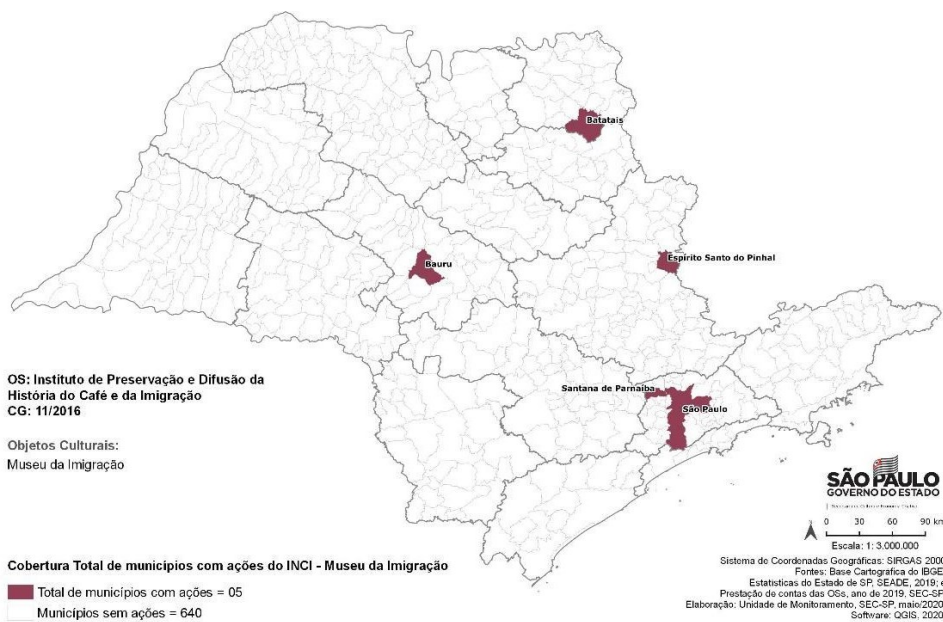 Batatais
Bauru
Espírito Santo do Pinhal
Santana de Parnaíba
São Paulo
OS: Instituto de Preservação e Difusão da
História do Café e da Imigração
CG: 11/2016
Objetos Culturais:
Museu da Imigração
SÃO PAULO
GOVERNO DO ESTADO
0 30 60 90 km
Escala: 1: 3.000.000
Cobertura Total de municípios com ações do INCI - Museu da Imigração
Total de municípios com ações = 05
Municípios sem ações = 640
Sistema de Coordenadas Geográficas: SIRGAS 2000
Fontes: Base Cartográfica do IBGE,
Estatísticas do Estado de SP, SEADE, 2019; e
Prestação de contas das OSs, ano de 2019, SEC-SP
Elaboração: Unidade de Monitoramento, SEC-SP, maio/2020
Software: QGIS, 2020